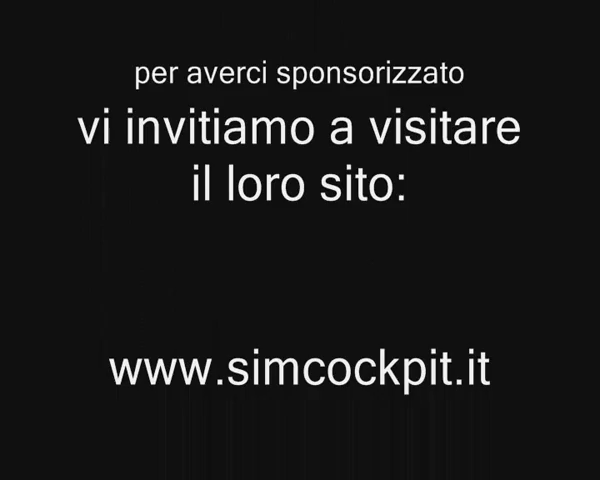 per averci sponsorizzato
vi invitiamo a visitare
il loro sito:
www.simcockpit.it